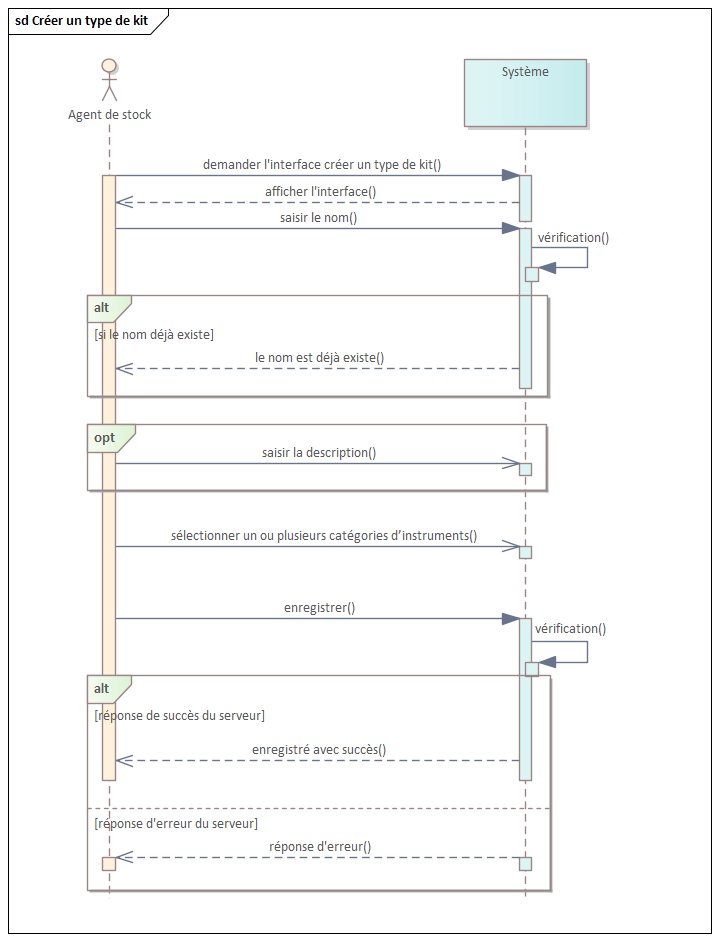 sd Créer un type de kit
Système
Agent de stock
demander l'interface créer un type de kit()
afficher l'interface()
saisir le nom()
vérification()
alt
[si le nom déjà existe]
le nom est déjà existe()
opt
saisir la description()
sélectionner un ou plusieurs catégories d’instruments()
enregistrer()
vérification()
alt
[réponse de succès du serveur]
enregistré avec succès()
[réponse d'erreur du serveur]
réponse d'erreur()